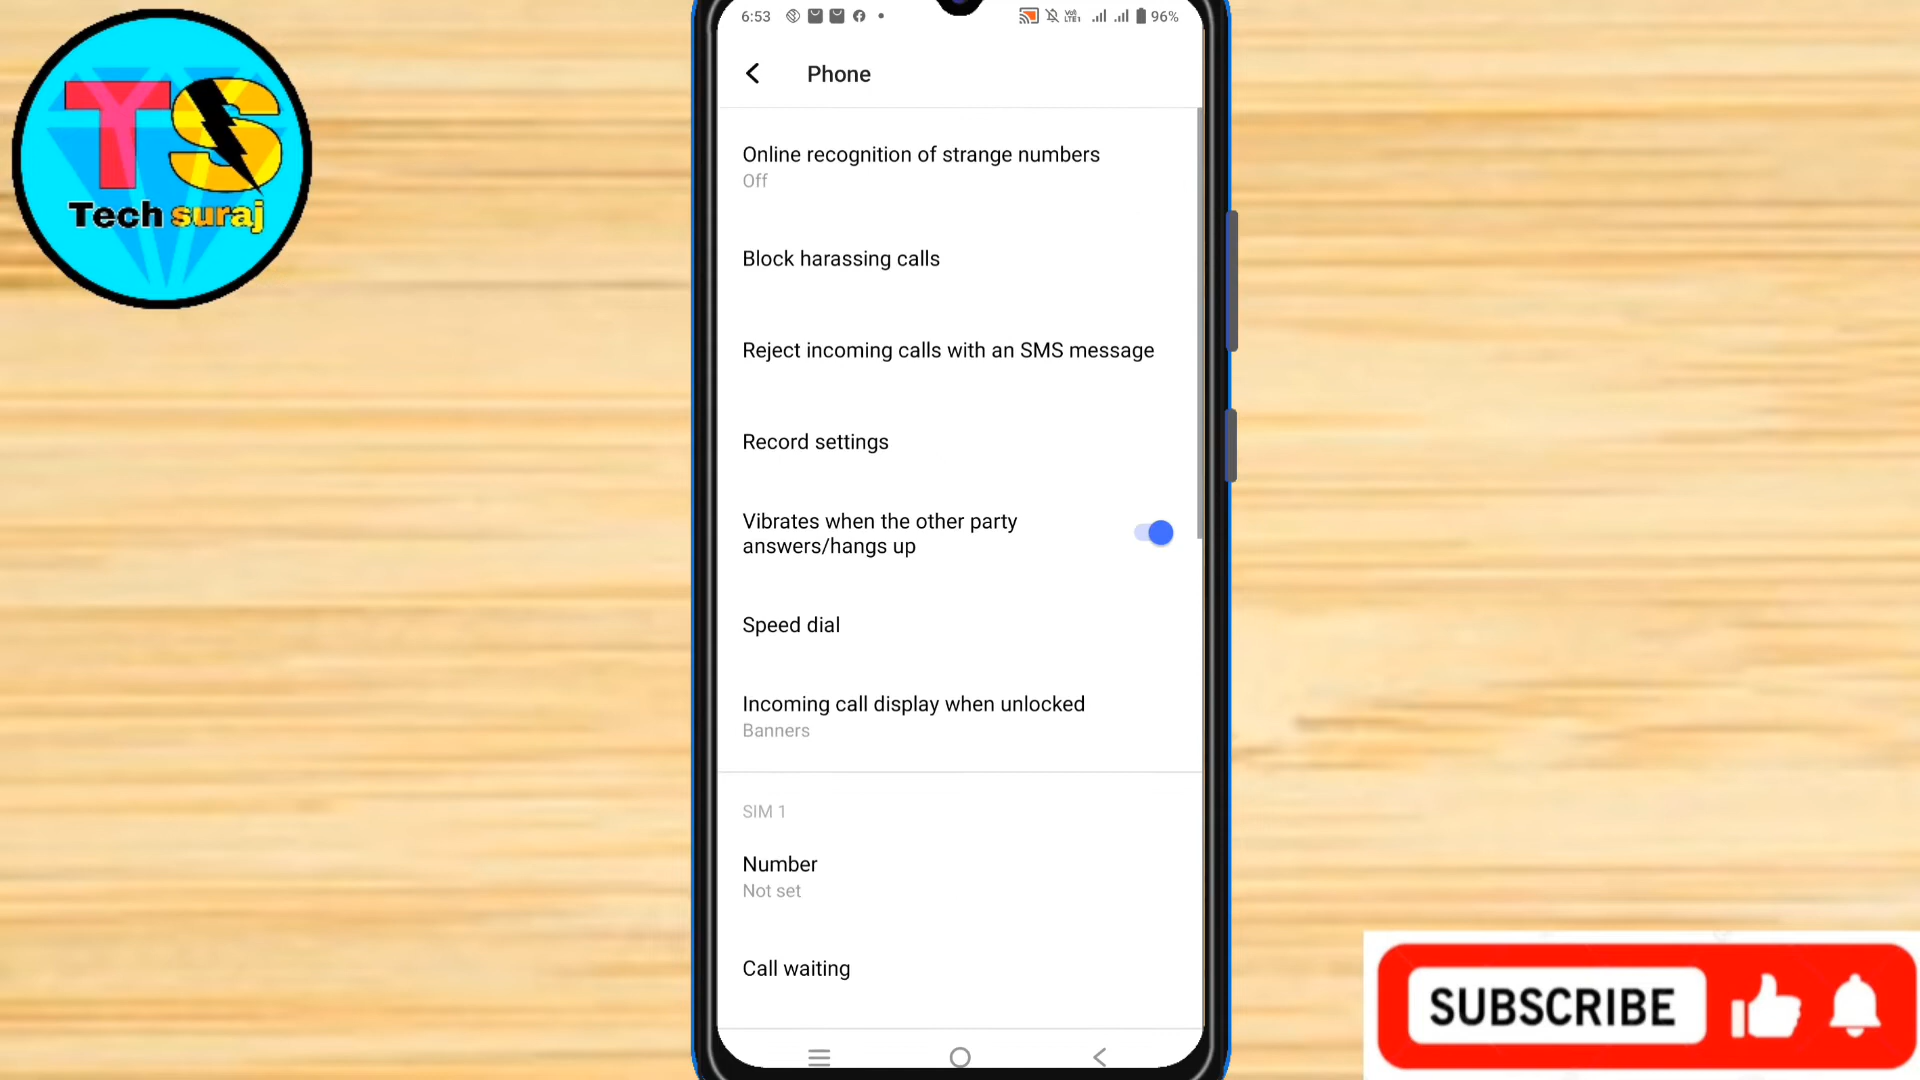 TS
Tech suraj
6:53
96%
Phone
Online recognition of strange numbers
Off
Block harassing calls
Reject incoming calls with an SMS message
Record settings
Vibrates when the other party
answers/hangs up
Speed dial
Incoming call display when unlocked
Banners
SIM 1
Number
Not set
Call waiting
SUBSCRIBE